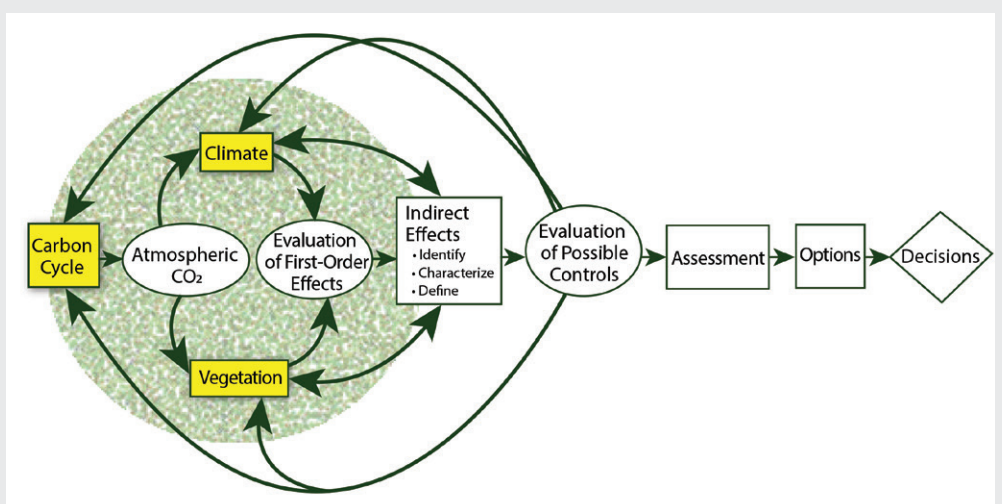 Climate
Carbon
Cycle
Atmospheric
CO₂
Evaluation
of First-Order
Effects
Vegetation
Indirect
Effects
• Identify
• Characterize
• Define
Evaluation
of Possible
Controls
Assessment
Options
Decisions